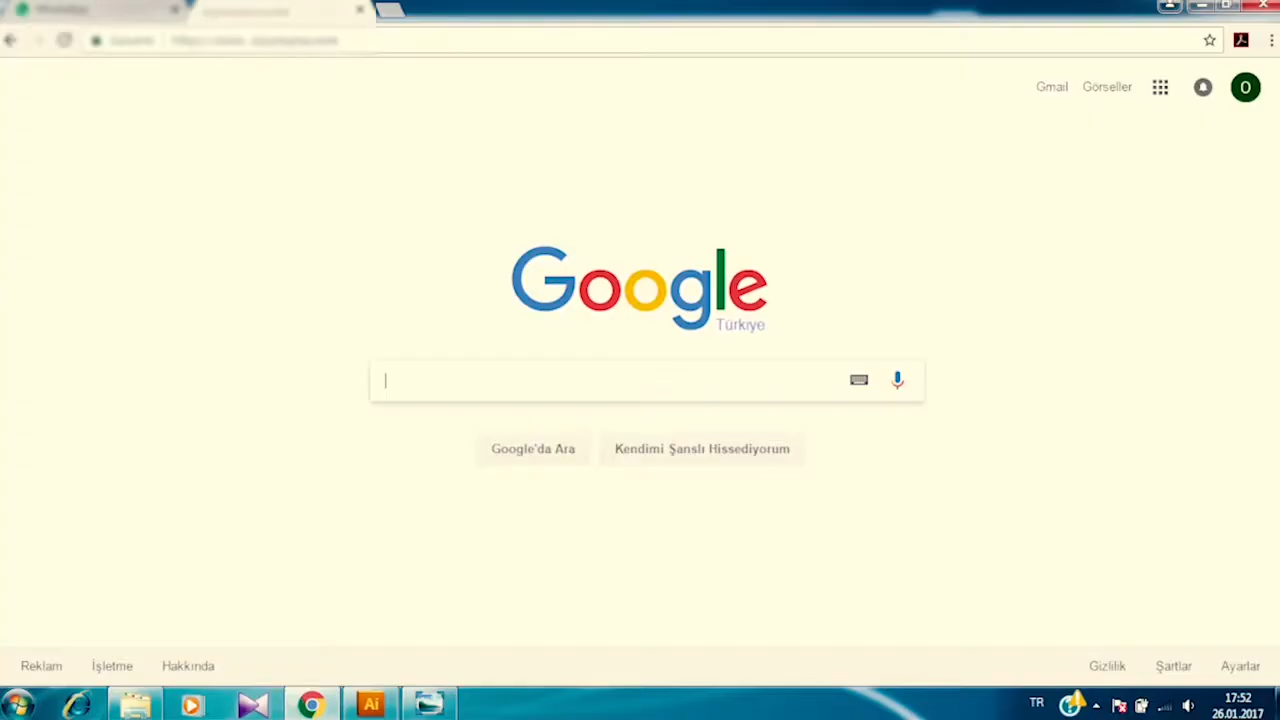 Gmail Görseller O
Google
Türkiye
Google'da Ara Kendimi Şanslı Hissediyorum
Reklam İşletme Hakkında Gizlilik Şartlar Ayarlar
Ai TR 17:52
26.01.2017